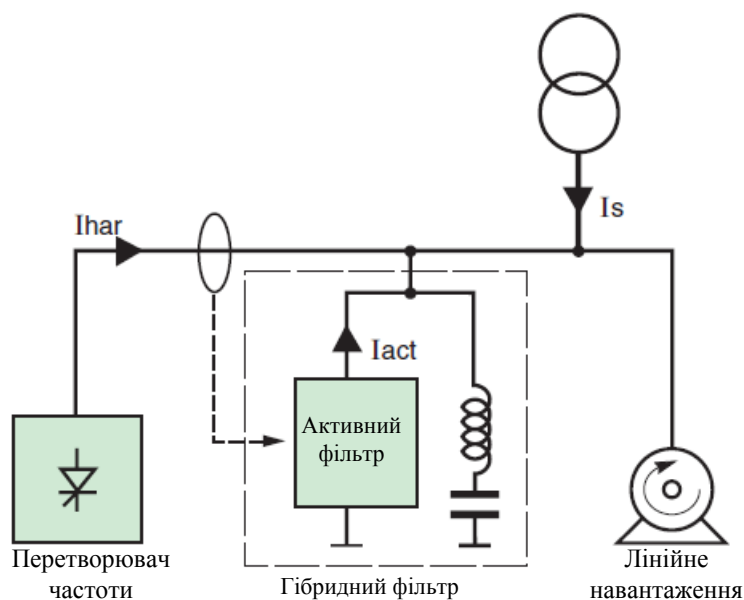 Is
Ihar
Iact
Активний
фільтр
Перетворювач
частоти
Гібридний фільтр
Лінійне
навантаження